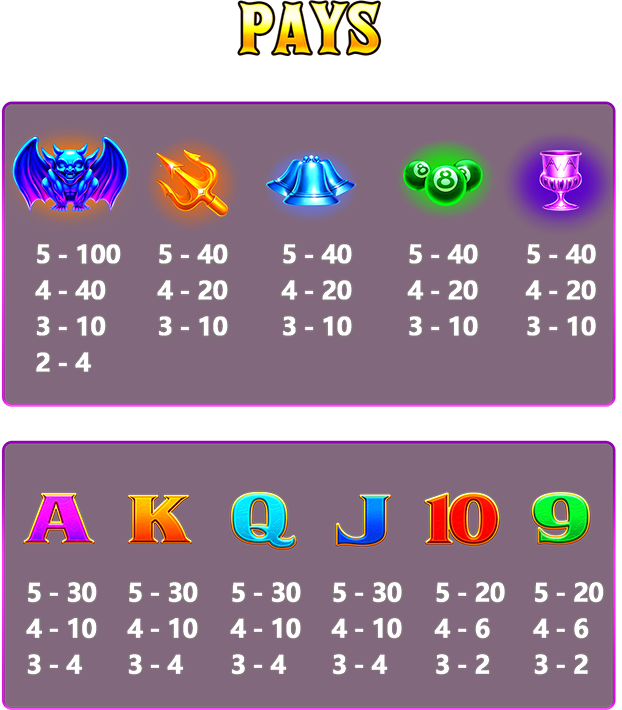 PAYS
8 8
5 - 100 5 - 40 5 - 40 5 - 40 5 - 40
4 - 40 4 - 20 4 - 20 4 - 20 4 - 20
3 - 10 3 - 10 3 - 10 3 - 10 3 - 10
2 - 4
A K Q J 10 9
5 - 30 5 - 30 5 - 30 5 - 30 5 - 20 5 - 20
4 - 10 4 - 10 4 - 10 4 - 10 4 - 6 4 - 6
3 - 4 3 - 4 3 - 4 3 - 4 3 - 2 3 - 2